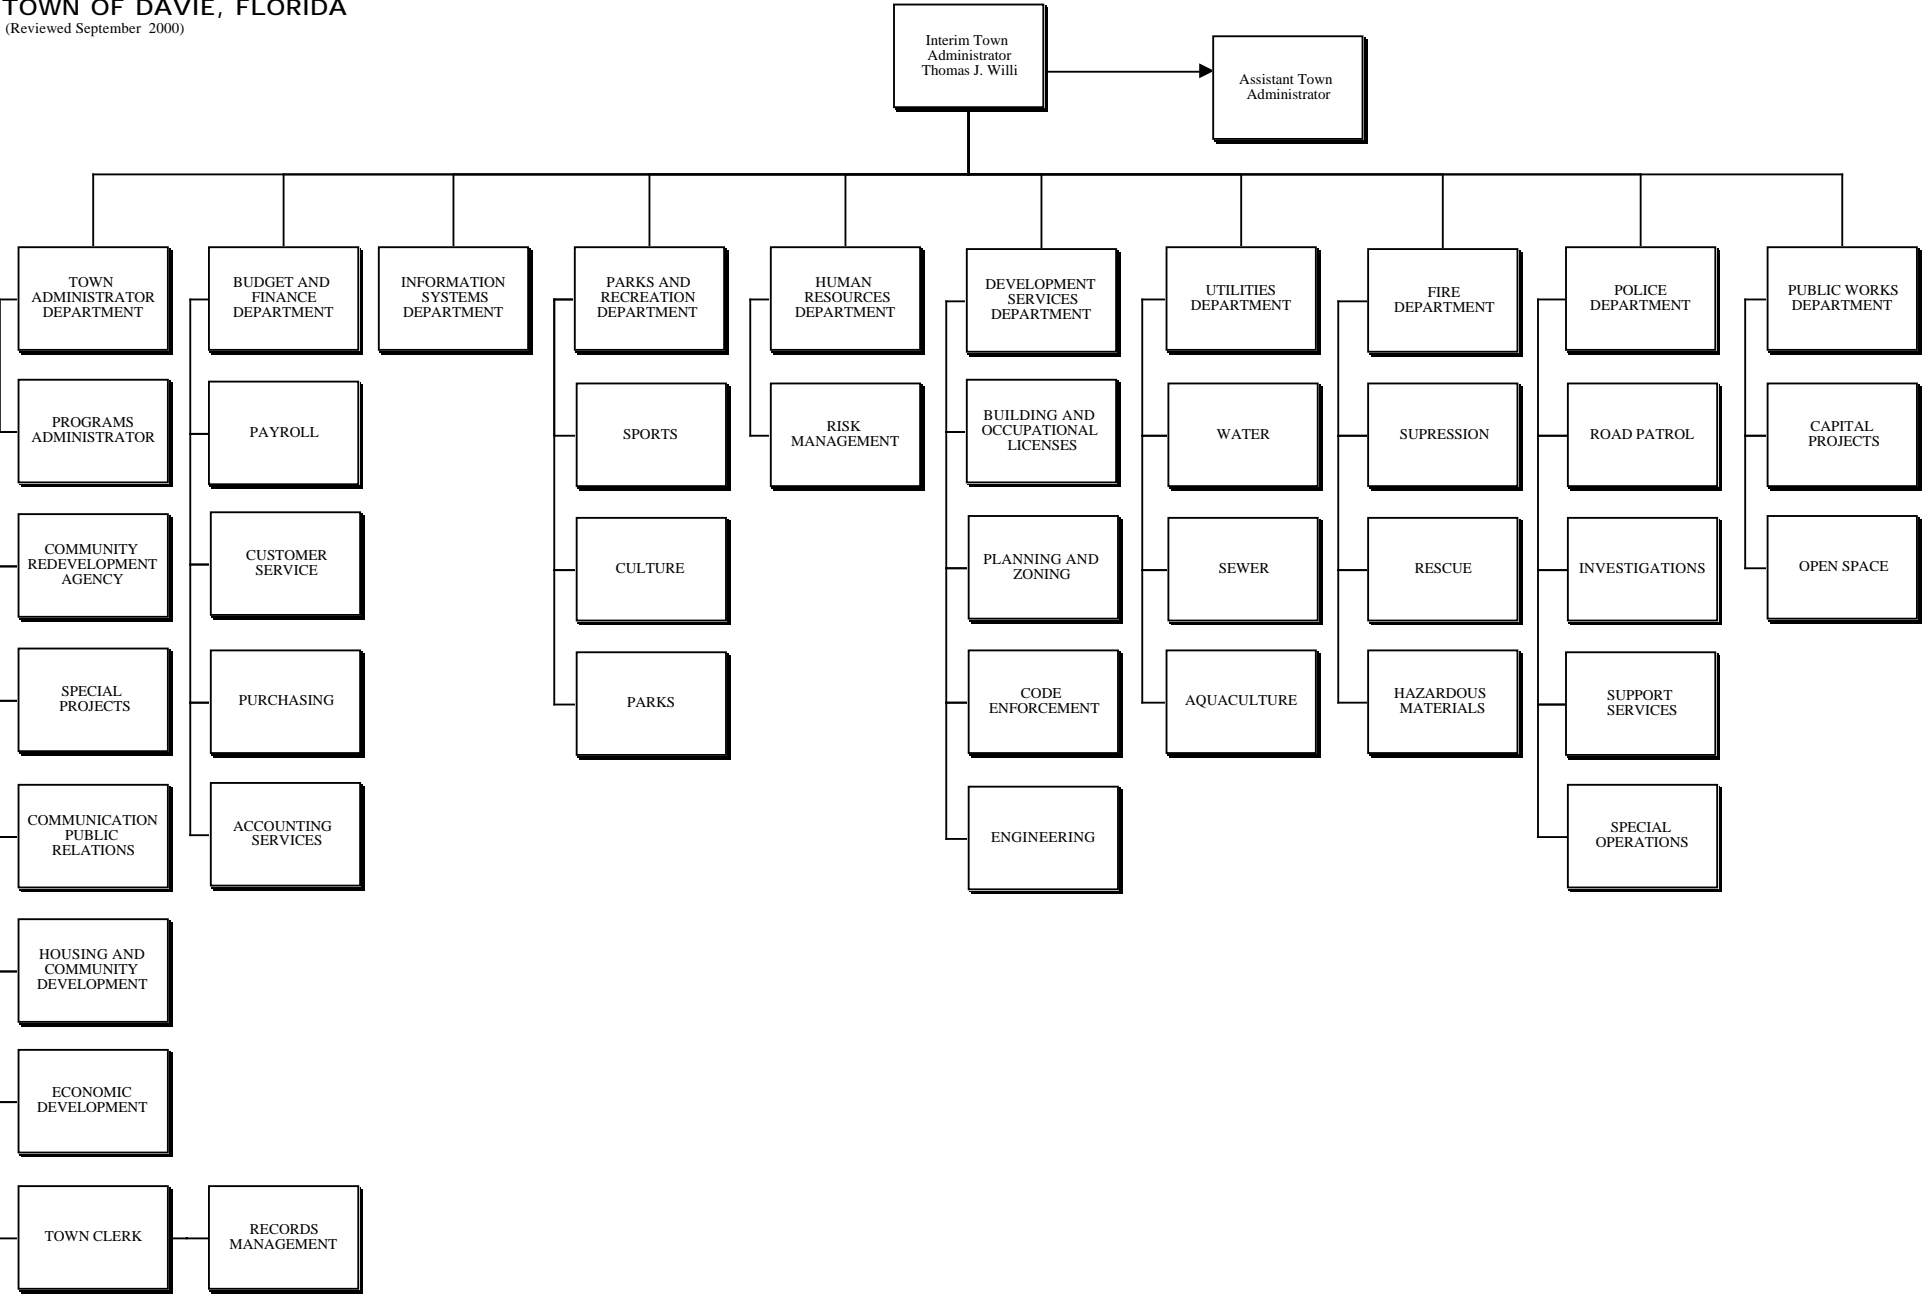 TOWN OF DAVIE, FLORIDA
(Reviewed September 2000)
Interim Town
Administrator
Thomas J. Willi
Assistant Town
Administrator
TOWN
ADMINISTRATOR
DEPARTMENT
BUDGET AND
FINANCE
DEPARTMENT
INFORMATION
SYSTEMS
DEPARTMENT
PARKS AND
RECREATION
DEPARTMENT
HUMAN
RESOURCES
DEPARTMENT
DEVELOPMENT
SERVICES
DEPARTMENT
UTILITIES
DEPARTMENT
FIRE
DEPARTMENT
POLICE
DEPARTMENT
PUBLIC WORKS
DEPARTMENT
PROGRAMS
ADMINISTRATOR
PAYROLL
SPORTS
RISK
MANAGEMENT
BUILDING AND
OCCUPATIONAL
LICENSES
WATER
SUPRESSION
ROAD PATROL
CAPITAL
PROJECTS
COMMUNITY
REDEVELOPMENT
AGENCY
CUSTOMER
SERVICE
CULTURE
PLANNING AND
ZONING
SEWER
RESCUE
INVESTIGATIONS
OPEN SPACE
SPECIAL
PROJECTS
PURCHASING
PARKS
CODE
ENFORCEMENT
AQUACULTURE
HAZARDOUS
MATERIALS
SUPPORT
SERVICES
COMMUNICATION
PUBLIC
RELATIONS
ACCOUNTING
SERVICES
ENGINEERING
SPECIAL
OPERATIONS
HOUSING AND
COMMUNITY
DEVELOPMENT
ECONOMIC
DEVELOPMENT
TOWN CLERK
RECORDS
MANAGEMENT